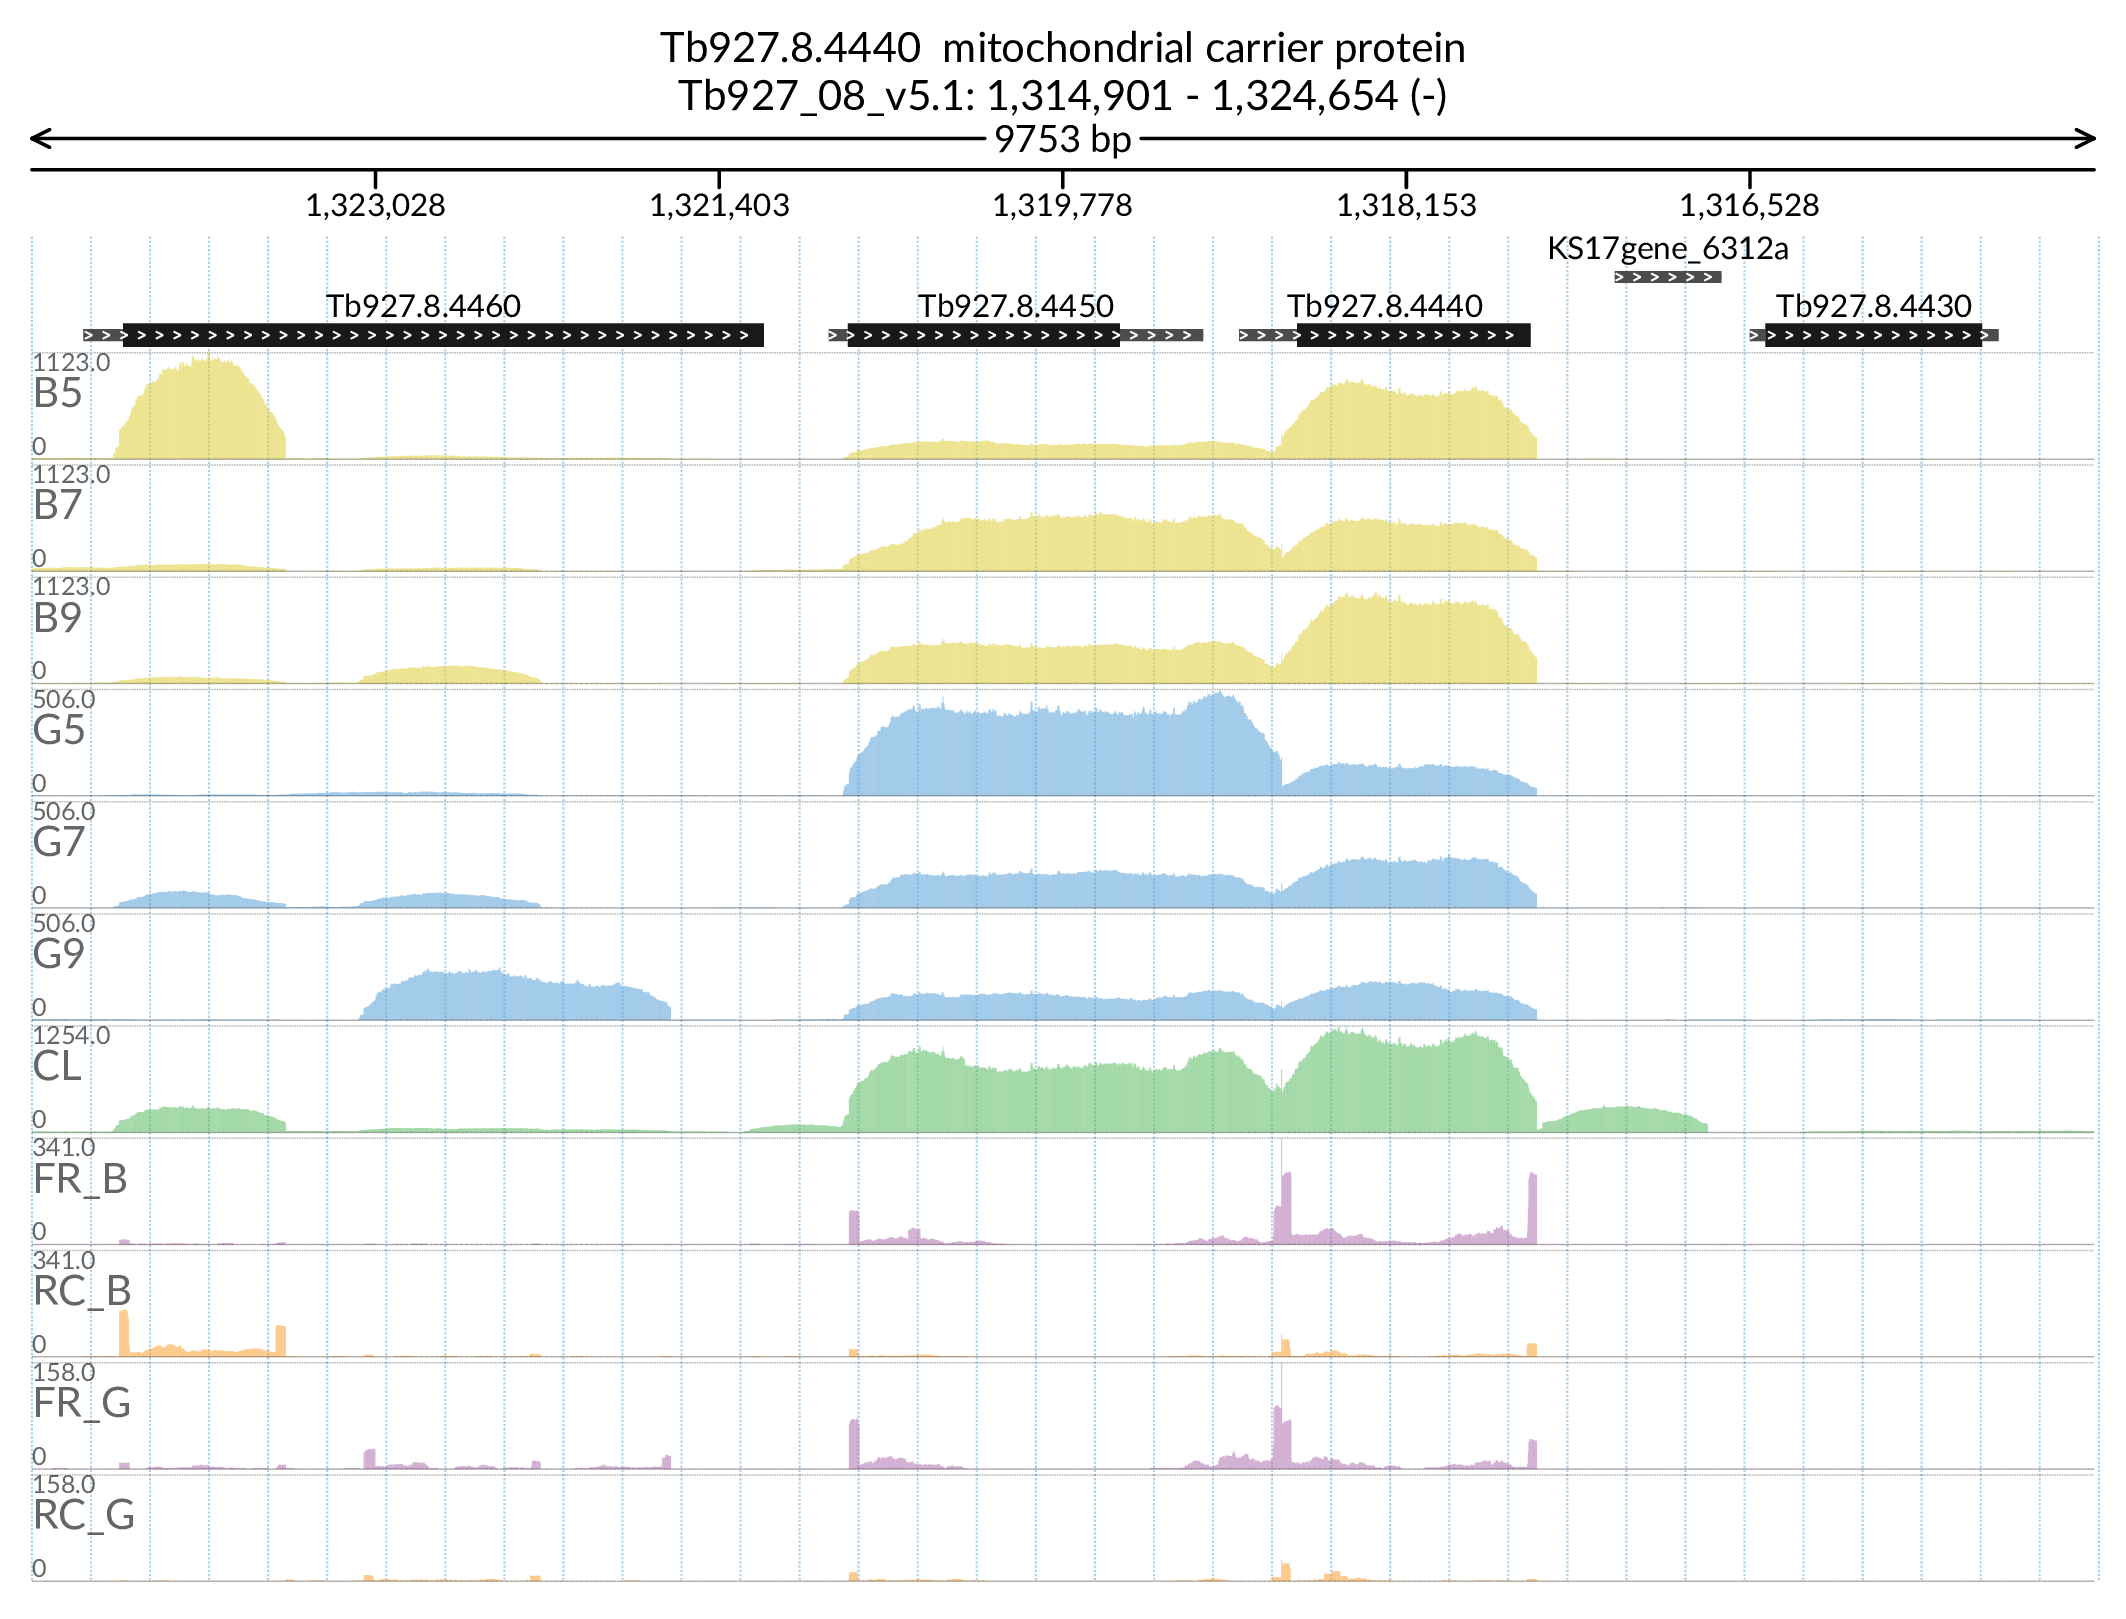 Tb927.8.4440  mitochondrial carrier protein
Tb927_08_v5.1: 1,314,901 - 1,324,654 (-)
9753 bp
1,323,028 1,321,403 1,319,778 1,318,153 1,316,528
KS17gene_6312a
Tb927.8.4460 Tb927.8.4450 Tb927.8.4440 Tb927.8.4430
1123.0
B5
0
1123.0
B7
0
1123.0
B9
0
506.0
G5
0
506.0
G7
0
506.0
G9
0
1254.0
CL
0
341.0
FR_B
0
341.0
RC_B
0
158.0
FR_G
0
158.0
RC_G
0